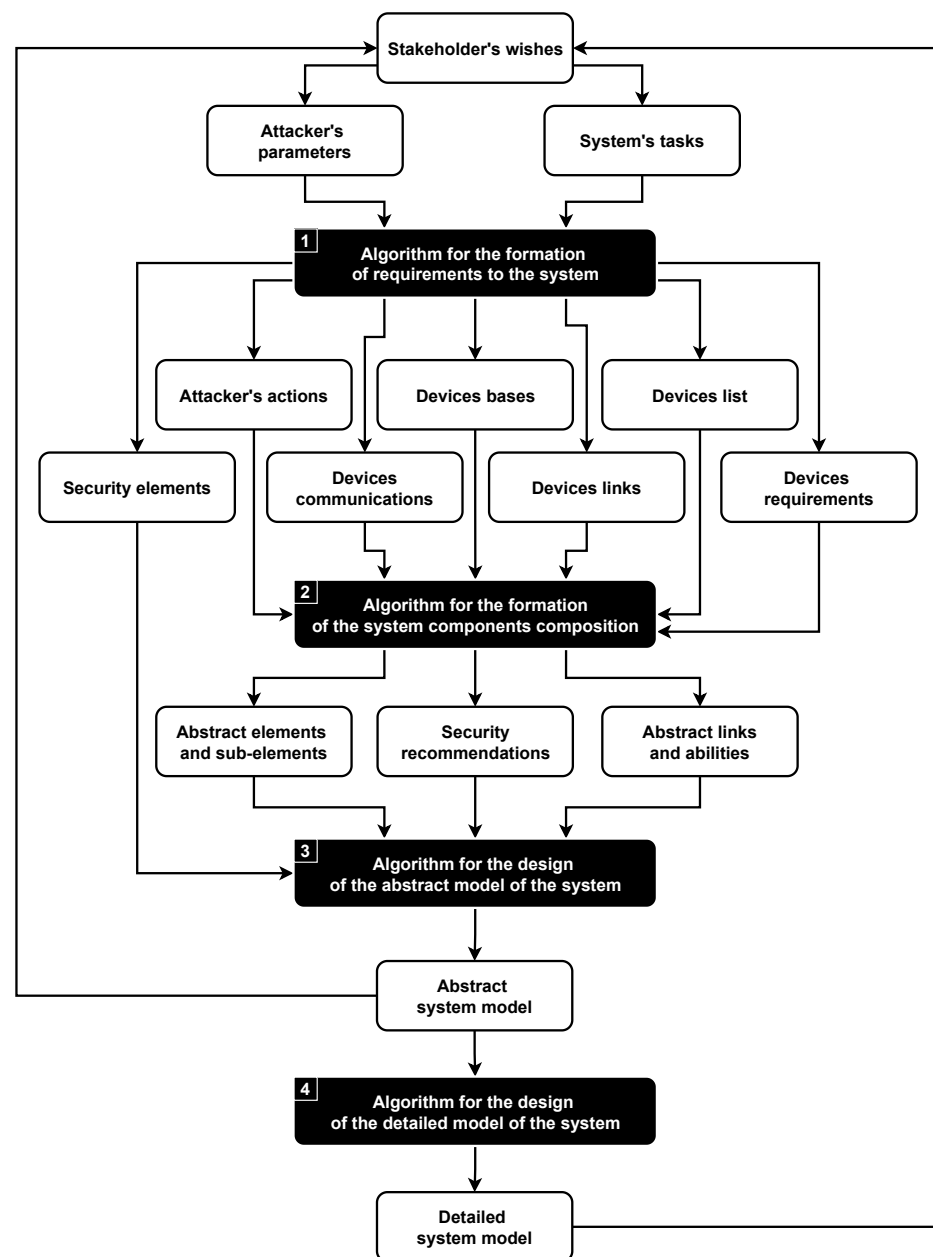 Stakeholder's wishes
Attacker's
parameters
System's tasks
1
Algorithm for the formation
of requirements to the system
Attacker's actions
Devices bases
Devices list
Security elements
Devices
communications
Devices links
Devices
requirements
2
Algorithm for the formation
of the system components composition
Abstract elements
and sub-elements
Security
recommendations
Abstract links
and abilities
3
Algorithm for the design
of the abstract model of the system
Abstract
system model
4
Algorithm for the design
of the detailed model of the system
Detailed
system model